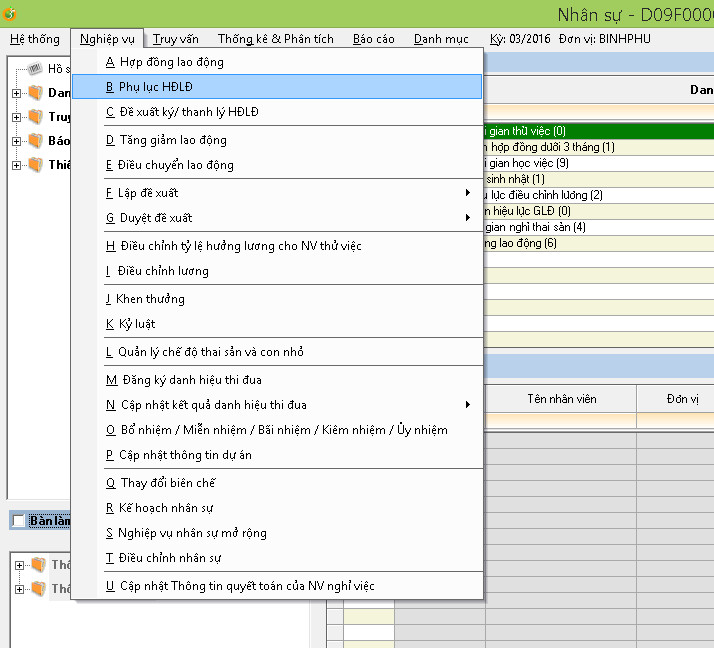 Nhân sự - D09F000
Hệ thống Nghiệp vụ Truy vấn Thống kê & Phân tích Báo cáo Danh mục Kỳ: 03/2016 Đơn vị: BINHPHU
Hồ s
Dan
Truy
Báo
Thiế
A Hợp đồng lao động
B Phụ lục HĐLĐ
C Đề xuất ký/ thanh lý HĐLĐ
D Tăng giảm lao động
E Điều chuyển lao động
F Lập đề xuất
G Duyệt đề xuất
H Điều chỉnh tỷ lệ hưởng lương cho NV thử việc
I Điều chỉnh lương
J Khen thưởng
K Kỷ luật
L Quản lý chế độ thai sản và con nhỏ
M Đăng ký danh hiệu thi đua
N Cập nhật kết quả danh hiệu thi đua
O Bổ nhiệm / Miễn nhiệm / Bãi nhiệm / Kiêm nhiệm / Ủy nhiệm
P Cập nhật thông tin dự án
Q Thay đổi biên chế
R Kế hoạch nhân sự
S Nghiệp vụ nhân sự mở rộng
T Điều chỉnh nhân sự
U Cập nhật Thông tin quyết toán của NV nghỉ việc
Dan
i gian thử việc (0)
n hợp đồng dưới 3 tháng (1)
i gian học việc (9)
sinh nhật (1)
ụ lục điều chỉnh lương (2)
n hiệu lực GLĐ (0)
gian nghỉ thai sản (4)
ng lao động (6)
Tên nhân viên Đơn vị
Bàn làm
Thố
Thố